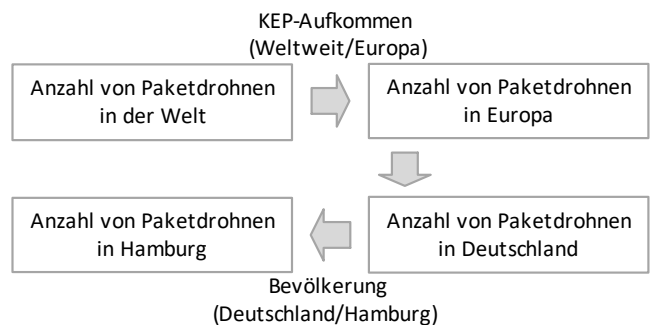 KEP-Aufkommen
(Weltweit/Europa)
Anzahl von Paketdrohnen
in der Welt
Anzahl von Paketdrohnen
in Europa
Anzahl von Paketdrohnen
in Deutschland
Anzahl von Paketdrohnen
in Hamburg
Bevölkerung
(Deutschland/Hamburg)